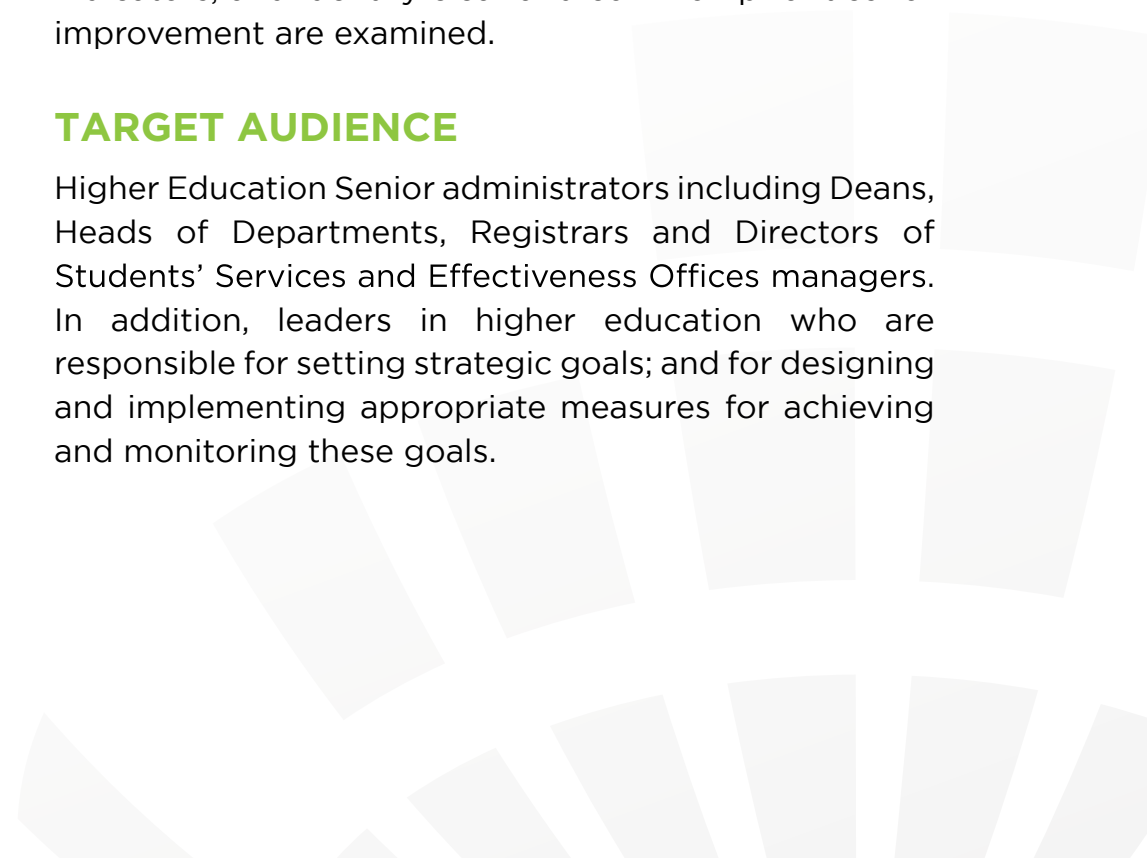 improvement are examined.
TARGET AUDIENCE
Higher Education Senior administrators including Deans,
Heads of Departments, Registrars and Directors of
Students’ Services and Effectiveness Offices managers.
In addition, leaders in higher education who are
responsible for setting strategic goals; and for designing
and implementing appropriate measures for achieving
and monitoring these goals.